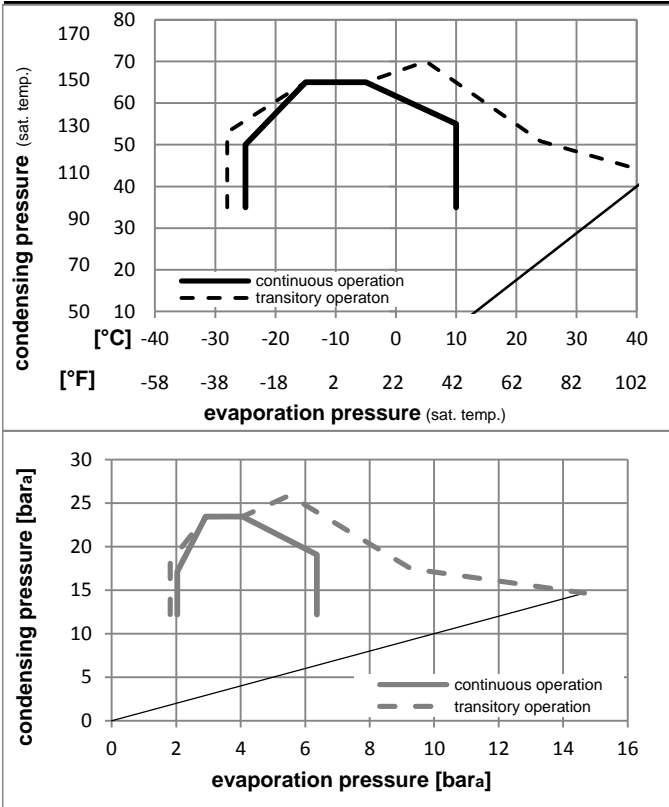 condensing pressure (sat. temp.)
170 80
70
150 60
130 50
110 40
90 30
70 20
50 10
continuous operation
transitory operaton
[°C] -40 -30 -20 -10 0 10 20 30 40
[°F] -58 -38 -18 2 22 42 62 82 102
evaporation pressure (sat. temp.)
condensing pressure [bara]
30
25
20
15
10
5
0
continuous operation
transitory operation
0 2 4 6 8 10 12 14 16
evaporation pressure [bara]